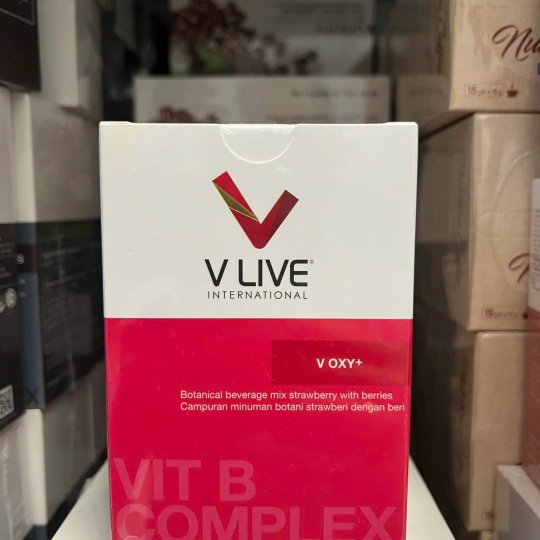 V LIVE®
INTERNATIONAL
V OXY+
Botanical beverage mix strawberry with berries
Campuran minuman botani strawberi dengan beri
VIT B
COMPLEX